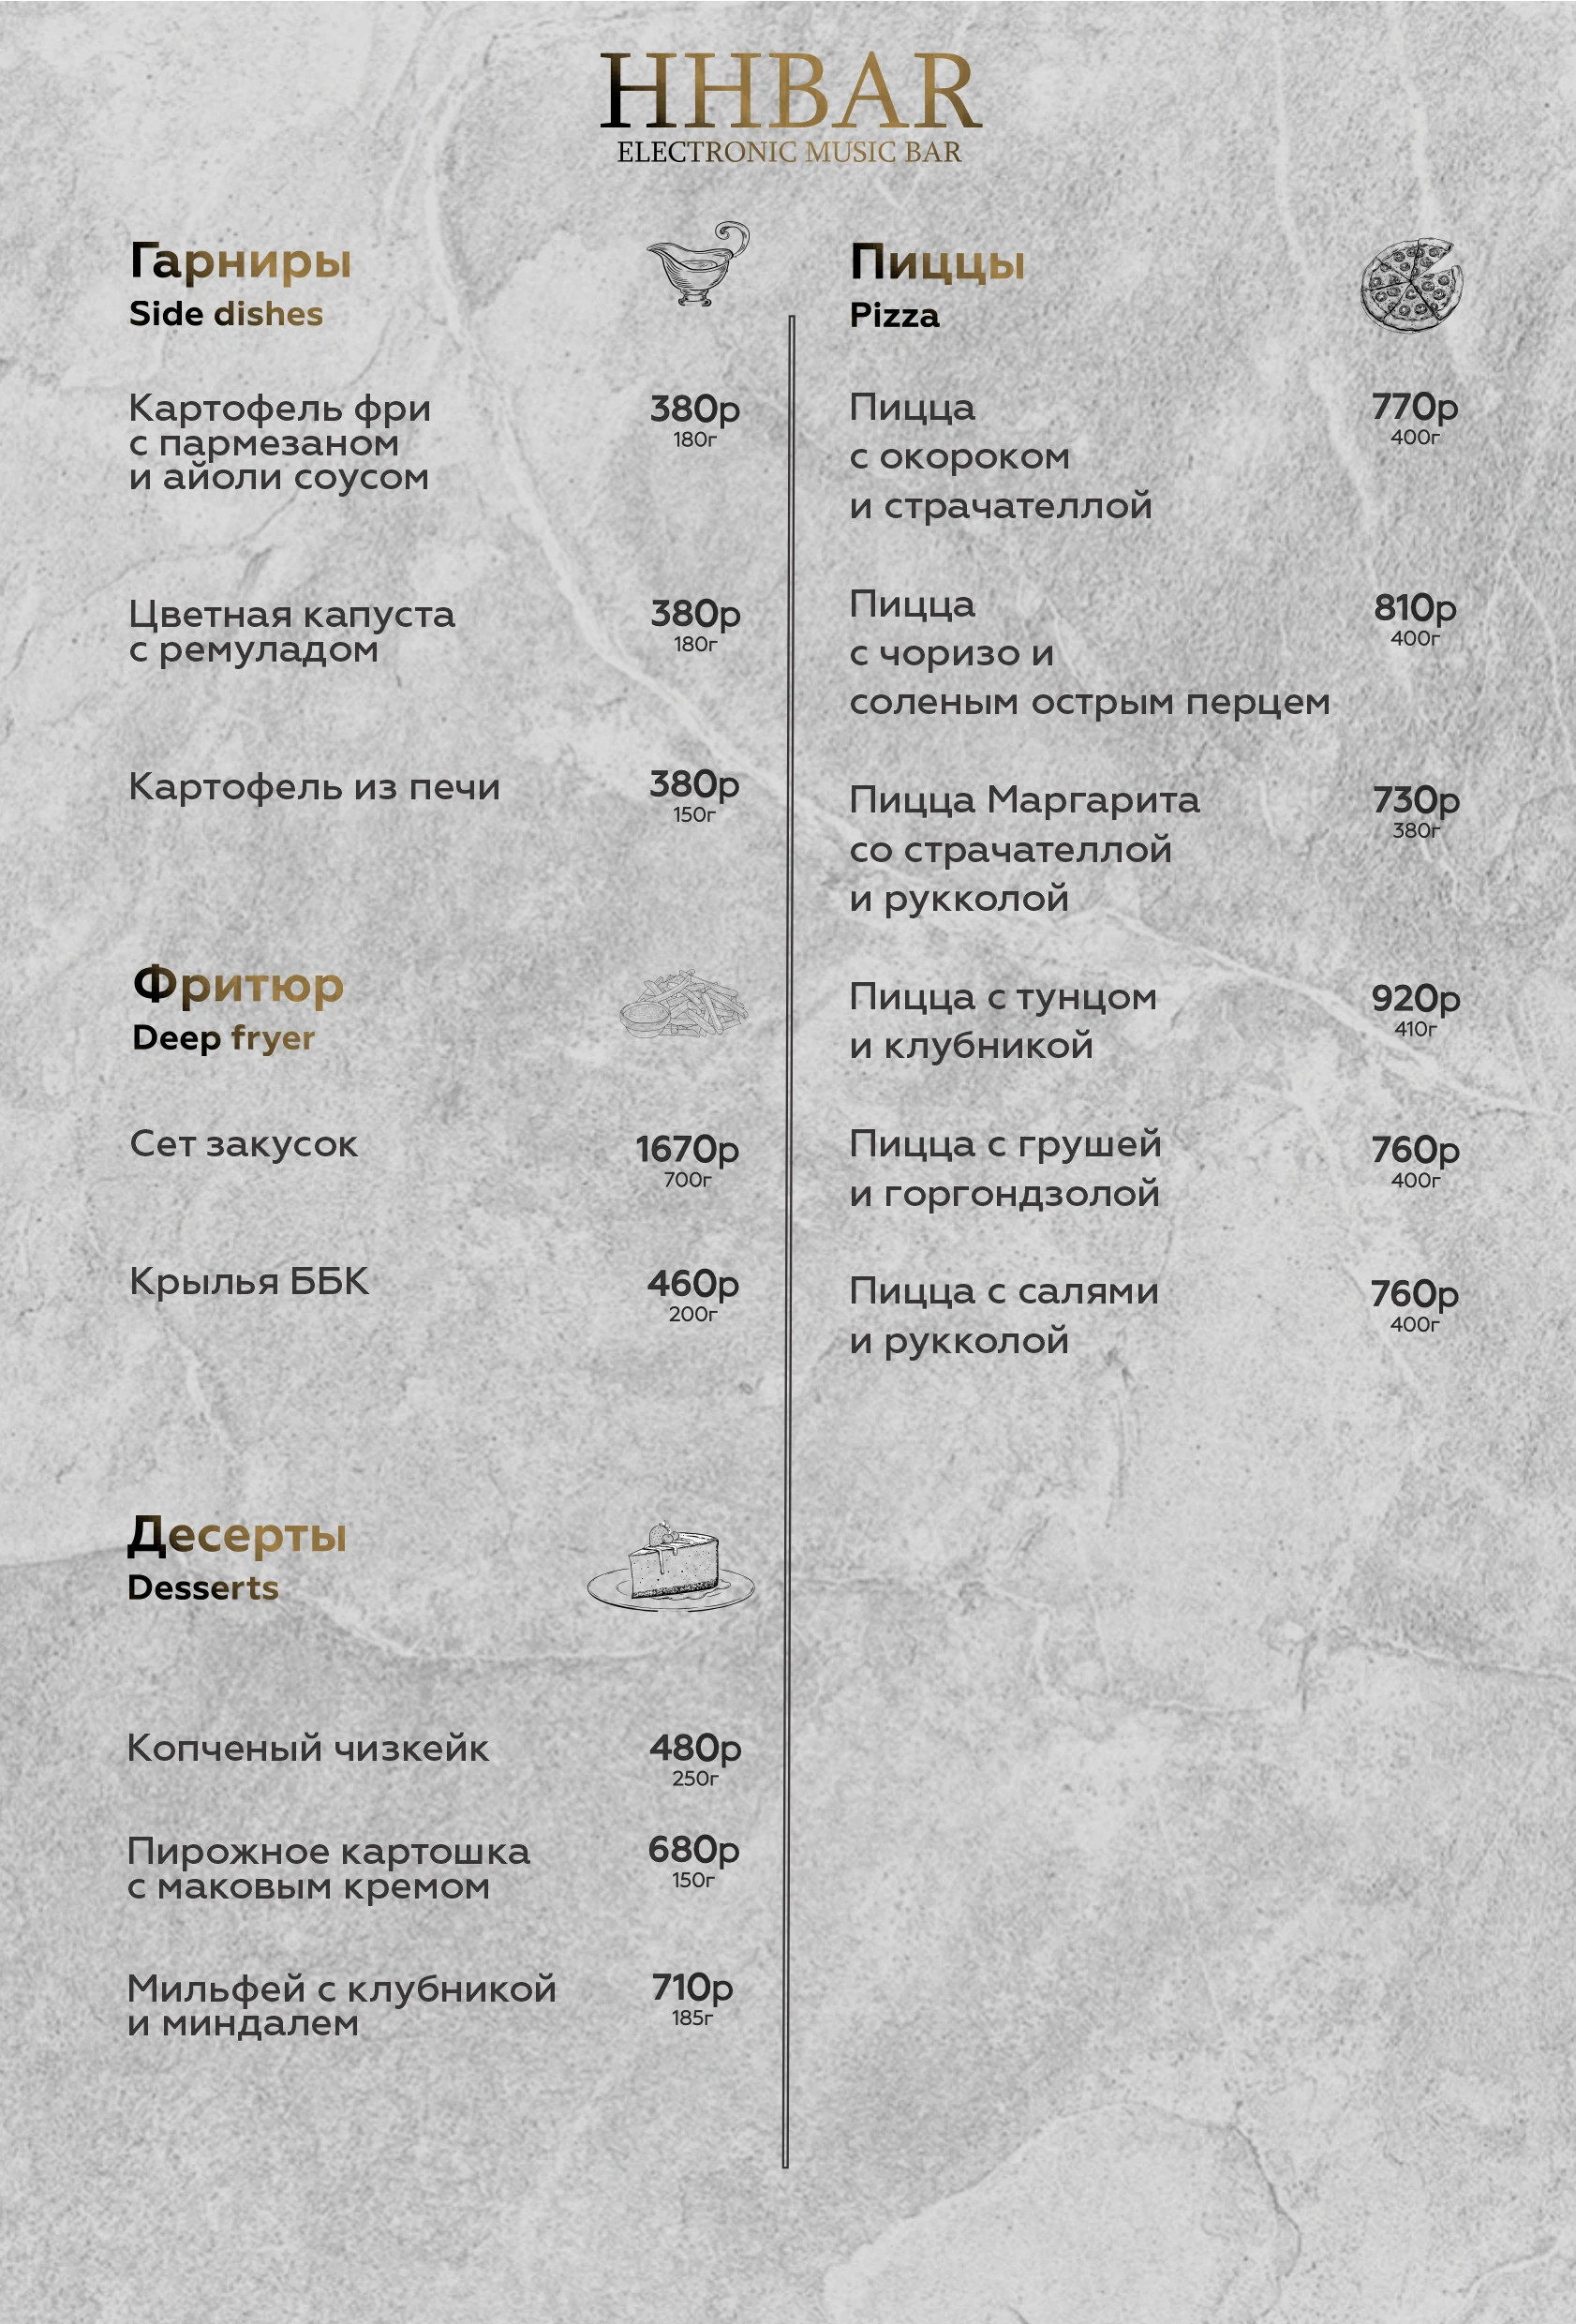 HHBAR
ELECTRONIC MUSIC BAR
Гарниры
Side dishes
Картофель фри
с пармезаном
и айоли соусом
380р
180г
Цветная капуста
с ремуладом
380р
180г
Картофель из печи
380р
150г
Фритюр
Deep fryer
Сет закусок
1670р
700г
Крылья ББК
460р
200г
Десерты
Desserts
Копченый чизкейк
480р
250г
Пирожное картошка
с маковым кремом
680р
150г
Мильфей с клубникой
и миндалем
710р
185г
Пиццы
Pizza
Пицца
с окороком
и страчателлой
770р
400г
Пицца
с чоризо и
соленым острым перцем
810р
400г
Пицца Маргарита
со страчателлой
и рукколой
730р
380г
Пицца с тунцом
и клубникой
920р
410г
Пицца с грушей
и горгондзолой
760р
400г
Пицца с салями
и рукколой
760р
400г